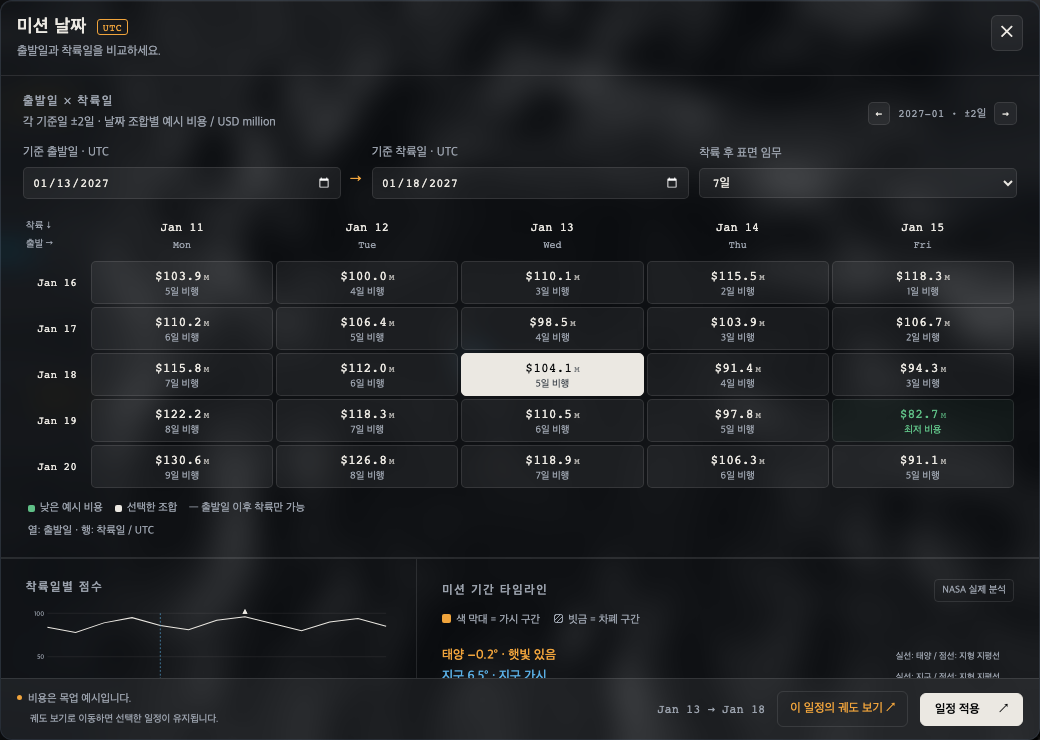 미션 날짜 UTC
출발일과 착륙일을 비교하세요.
출발일 × 착륙일
각 기준일 ±2일 · 날짜 조합별 예시 비용 / USD million
← 2027-01 · ±2일 →
기준 출발일 · UTC
기준 착륙일 · UTC
착륙 후 표면 임무
01/13/2027 → 01/18/2027 7일
착륙 ↓
출발 →
Jan 11 Jan 12 Jan 13 Jan 14 Jan 15
Mon Tue Wed Thu Fri
Jan 16
$103.9M $100.0M $110.1M $115.5M $118.3M
5일 비행 4일 비행 3일 비행 2일 비행 1일 비행
Jan 17
$110.2M $106.4M $98.5M $103.9M $106.7M
6일 비행 5일 비행 4일 비행 3일 비행 2일 비행
Jan 18
$115.8M $112.0M $104.1M $91.4M $94.3M
7일 비행 6일 비행 5일 비행 4일 비행 3일 비행
Jan 19
$122.2M $118.3M $110.5M $97.8M $82.7M
8일 비행 7일 비행 6일 비행 5일 비행 최저 비용
Jan 20
$130.6M $126.8M $118.9M $106.3M $91.1M
9일 비행 8일 비행 7일 비행 6일 비행 5일 비행
낮은 예시 비용 선택한 조합 — 출발일 이후 착륙만 가능
열: 출발일 · 행: 착륙일 / UTC
착륙일별 점수
100
50
미션 기간 타임라인
NASA 실제 분석
색 막대 = 가시 구간 빗금 = 차폐 구간
태양 −0.2° · 햇빛 있음
실선: 태양 / 점선: 지형 지평선
지구 6.5° · 지구 가시
실선: 지구 / 점선: 지형 지평선
비용은 목업 예시입니다.
궤도 보기로 이동하면 선택한 일정이 유지됩니다.
Jan 13 → Jan 18
이 일정의 궤도 보기 ↗
일정 적용 ↗